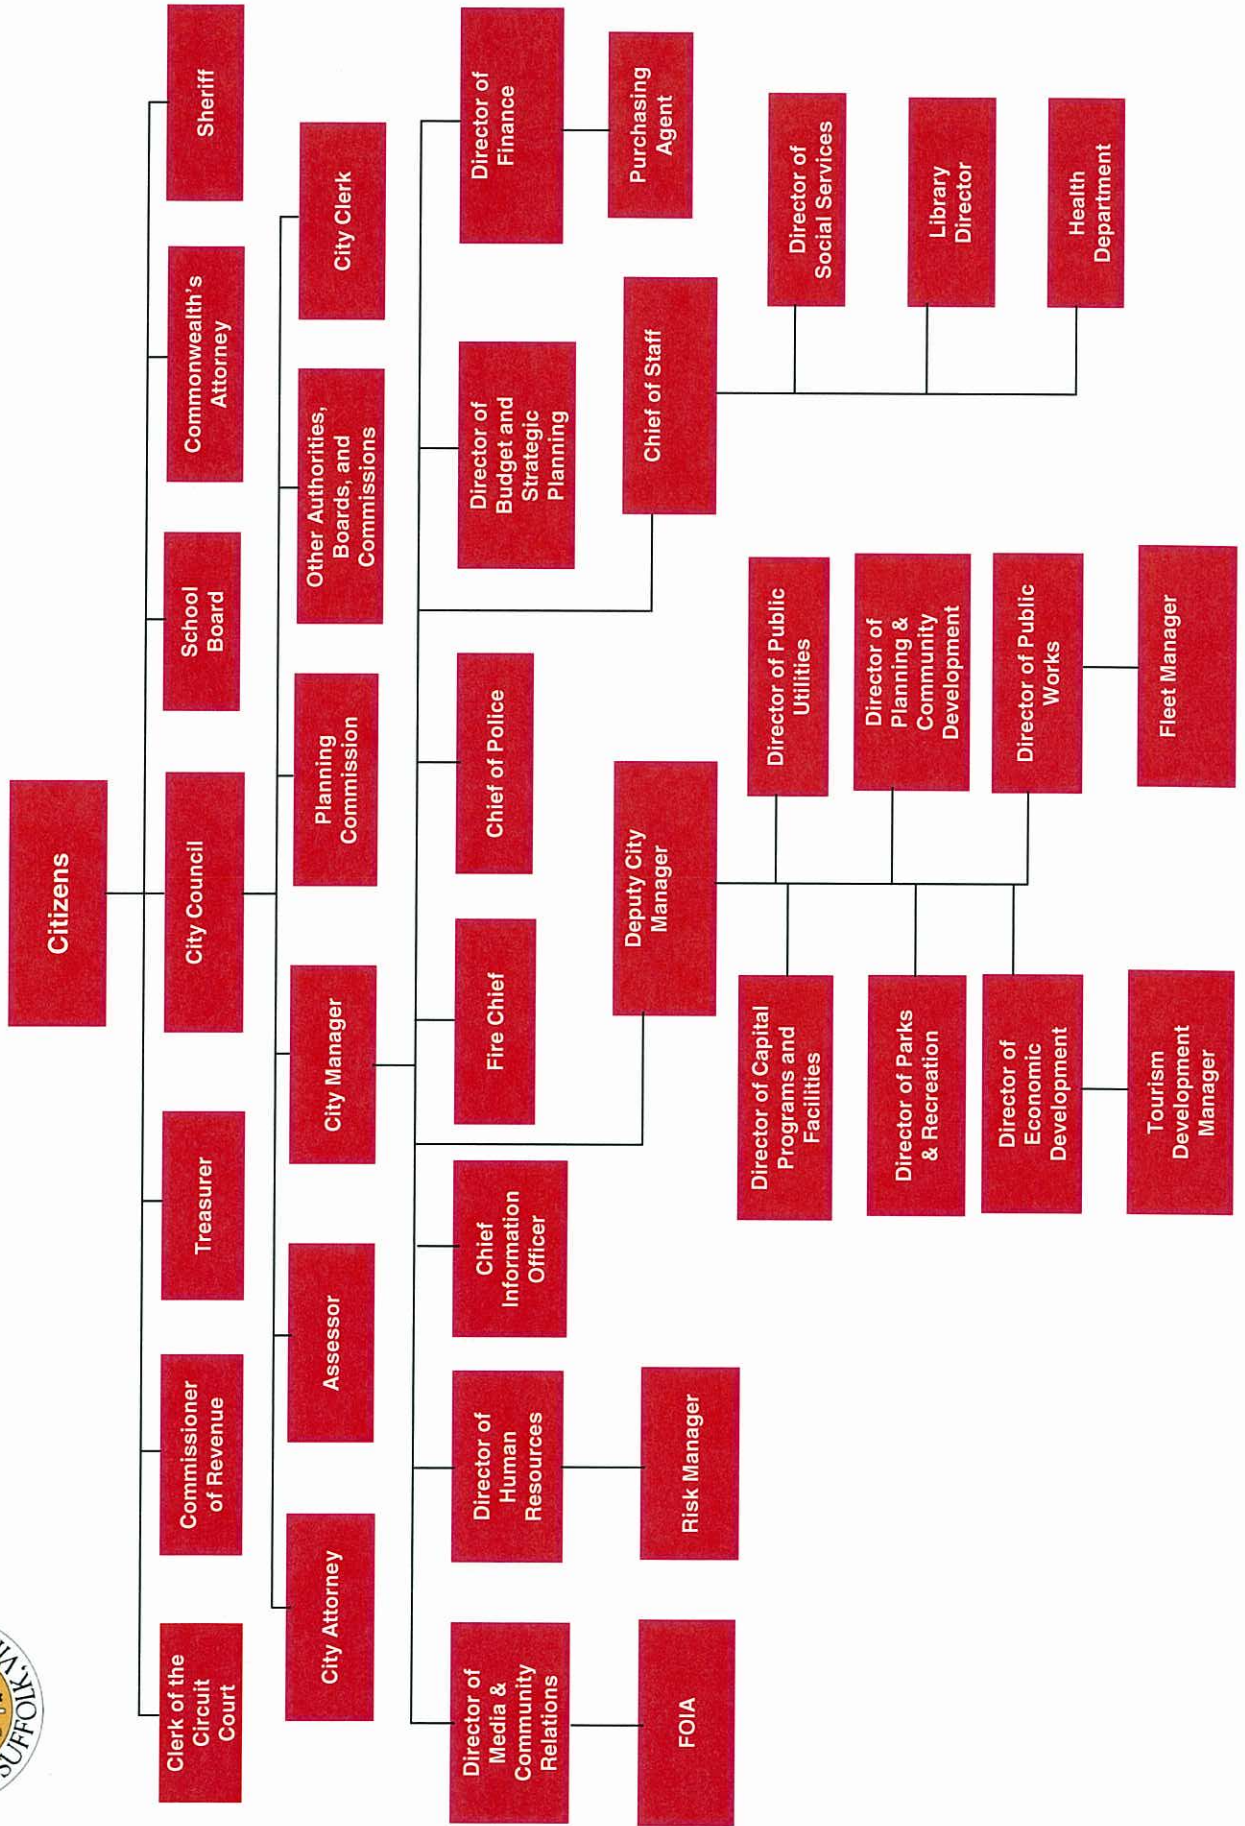 SUFFOLK, VI
Citizens
Clerk of the
Circuit
Court
Commissioner
of Revenue
Treasurer
City Council
School
Board
Commonwealth's
Attorney
Sheriff
City Attorney
Assessor
City Manager
Planning
Commission
Other Authorities,
Boards, and
Commissions
City Clerk
Director of
Media &
Community
Relations
Director of
Human
Resources
Chief
Information
Officer
Fire Chief
Chief of Police
Director of
Budget and
Strategic
Planning
Director of
Finance
FOIA
Risk Manager
Deputy City
Manager
Chief of Staff
Purchasing
Agent
Director of Capital
Programs and
Facilities
Director of Public
Utilities
Director of
Social Services
Director of Parks
& Recreation
Director of
Planning &
Community
Development
Library
Director
Director of
Economic
Development
Director of Public
Works
Health
Department
Tourism
Development
Manager
Fleet Manager